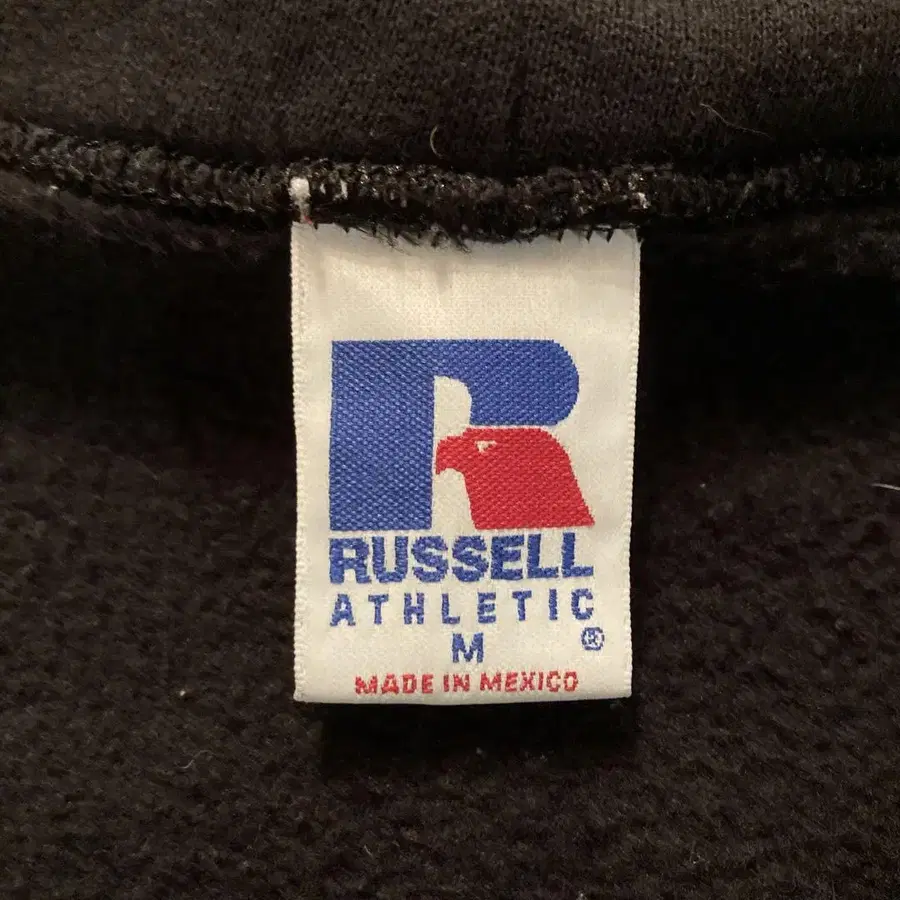 R
RUSSELL
ATHLETIC
M ®
MADE IN MEXICO